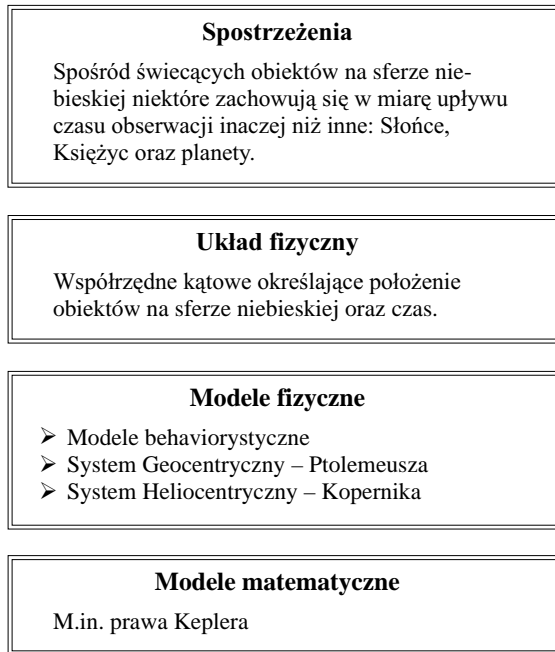 Spostrzeżenia
Spośród świecących obiektów na sferze nie-
bieskiej niektóre zachowują się w miarę upływu
czasu obserwacji inaczej niż inne: Słońce,
Księżyc oraz planety.
Układ fizyczny
Współrzędne kątowe określające położenie
obiektów na sferze niebieskiej oraz czas.
Modele fizyczne
➢ Modele behaviorystyczne
➢ System Geocentryczny – Ptolemeusza
➢ System Heliocentryczny – Kopernika
Modele matematyczne
M.in. prawa Keplera